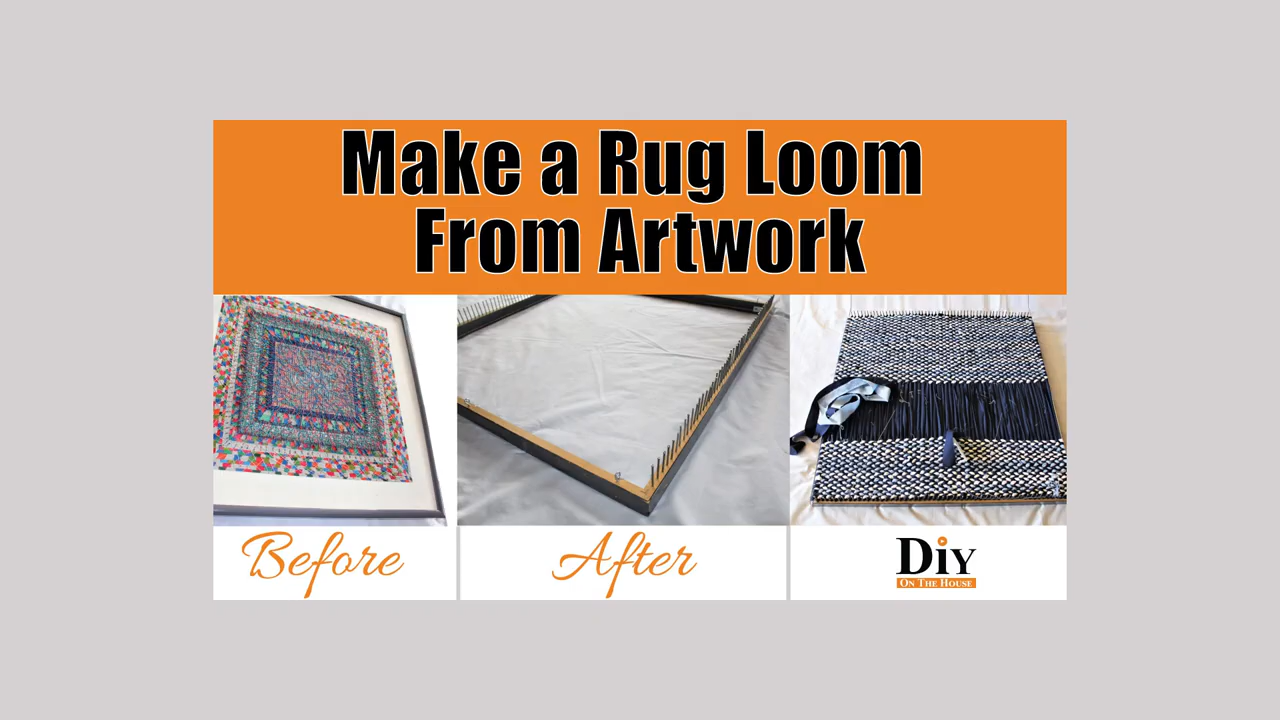 Make a Rug Loom
From Artwork
Before
After
DiY
ON THE HOUSE